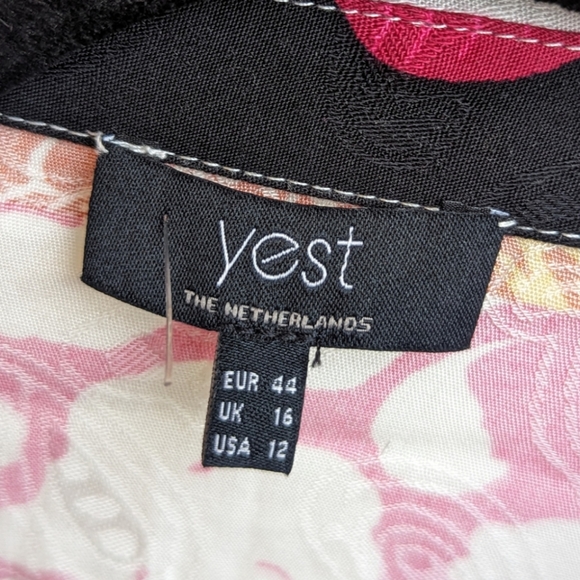 yest
THE NETHERLANDS
EUR 44
UK 16
USA 12